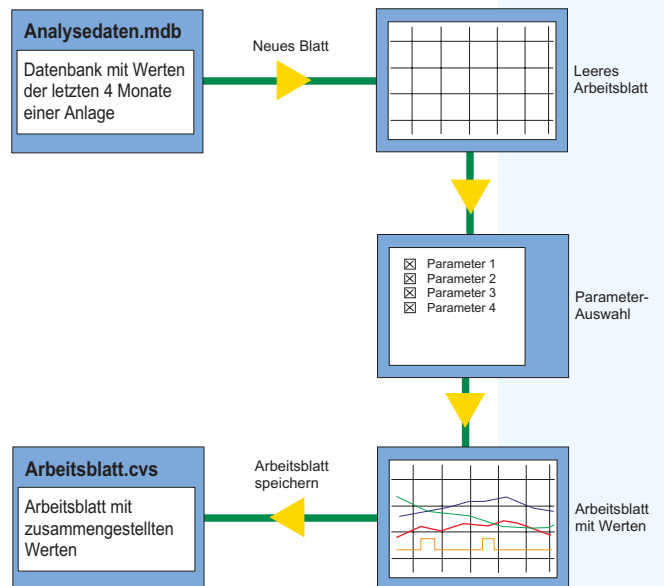 Analysedaten.mdb
Datenbank mit Werten
der letzten 4 Monate
einer Anlage
Neues Blatt
Leeres
Arbeitsblatt
Parameter 1
Parameter 2
Parameter 3
Parameter 4
Parameter-
Auswahl
Arbeitsblatt
mit Werten
Arbeitsblatt
speichern
Arbeitsblatt.cvs
Arbeitsblatt mit
zusammengestellten
Werten